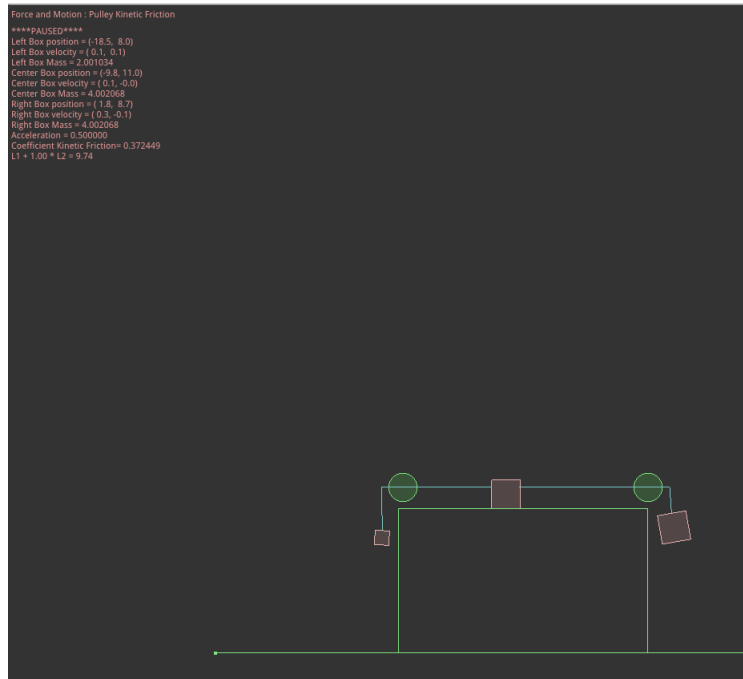 Force and Motion : Pulley Kinetic Friction
****PAUSED****
Left Box position = (-18.5,  8.0)
Left Box velocity = ( 0.1,  0.1)
Left Box Mass = 2.001034
Center Box position = (-9.8, 11.0)
Center Box velocity = ( 0.1, -0.0)
Center Box Mass = 4.002068
Right Box position = ( 1.8,  8.7)
Right Box velocity = ( 0.3, -0.1)
Right Box Mass = 4.002068
Acceleration = 0.500000
Coefficient Kinetic Friction= 0.372449
L1 + 1.00 * L2 = 9.74